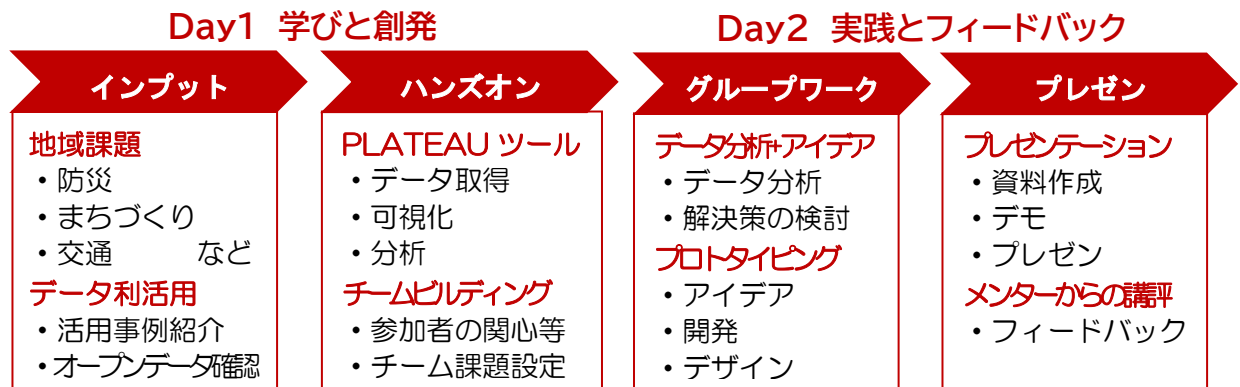 Day1 学びと創発
Day2 実践とフィードバック
インプット
地域課題
・防災
・まちづくり
・交通 など
データ利活用
・活用事例紹介
・オープンデータ確認
ハンズオン
PLATEAU ツール
・データ取得
・可視化
・分析
チームビルディング
・参加者の関心等
・チーム課題設定
グループワーク
データ分析+アイデア
・データ分析
・解決策の検討
プロトタイピング
・アイデア
・開発
・デザイン
プレゼン
プレゼンテーション
・資料作成
・デモ
・プレゼン
メンターからの講評
・フィードバック